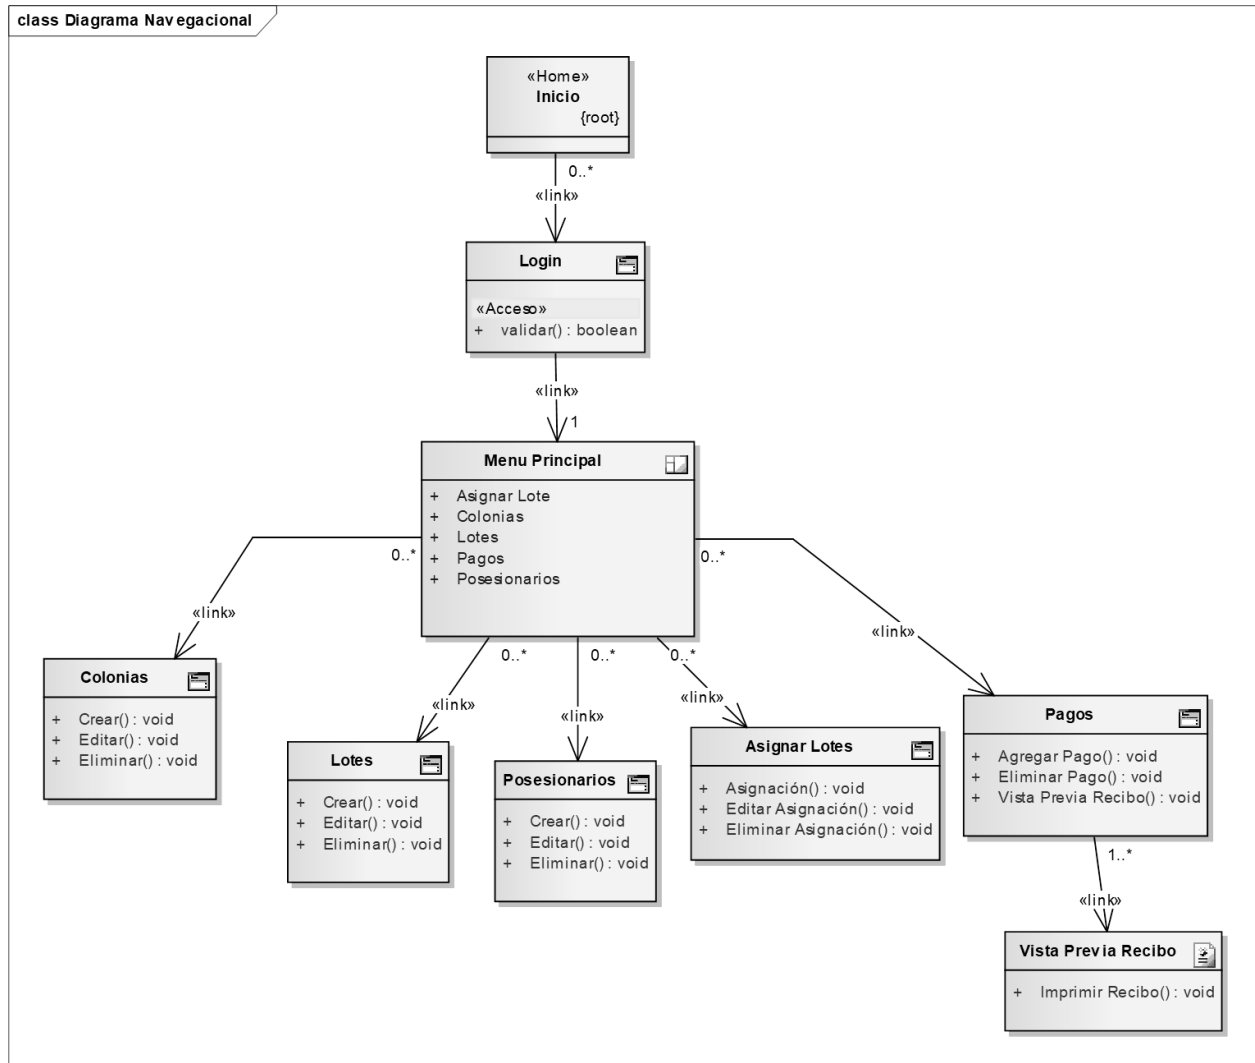 class Diagrama Navegacional
«Home»
Inicio
{root}
0..*
«link»
Login
«Acceso»
+ validar() : boolean
«link»
1
Menu Principal
+ Asignar Lote
+ Colonias
+ Lotes
+ Pagos
+ Posesionarios
0..*
0..*
«link»
«link»
0..*
0..*
0..*
«link»
«link»
«link»
Colonias
+ Crear() : void
+ Editar() : void
+ Eliminar() : void
Lotes
+ Crear() : void
+ Editar() : void
+ Eliminar() : void
Posesionarios
+ Crear() : void
+ Editar() : void
+ Eliminar() : void
Asignar Lotes
+ Asignación() : void
+ Editar Asignación() : void
+ Eliminar Asignación() : void
Pagos
+ Agregar Pago() : void
+ Eliminar Pago() : void
+ Vista Previa Recibo() : void
1..*
«link»
Vista Previa Recibo
+ Imprimir Recibo() : void